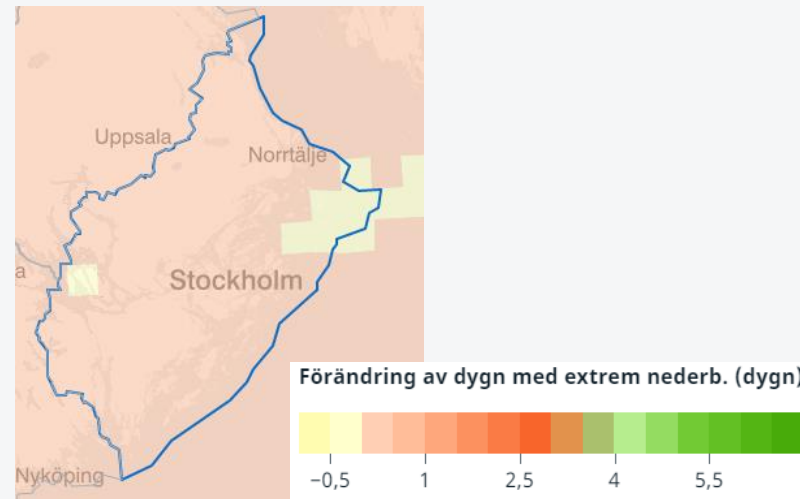 Uppsala
Norrtälje
a
Stockholm
Nyköping
Förändring av dygn med extrem nederb. (dygn)
−0,5 1 2,5 4 5,5